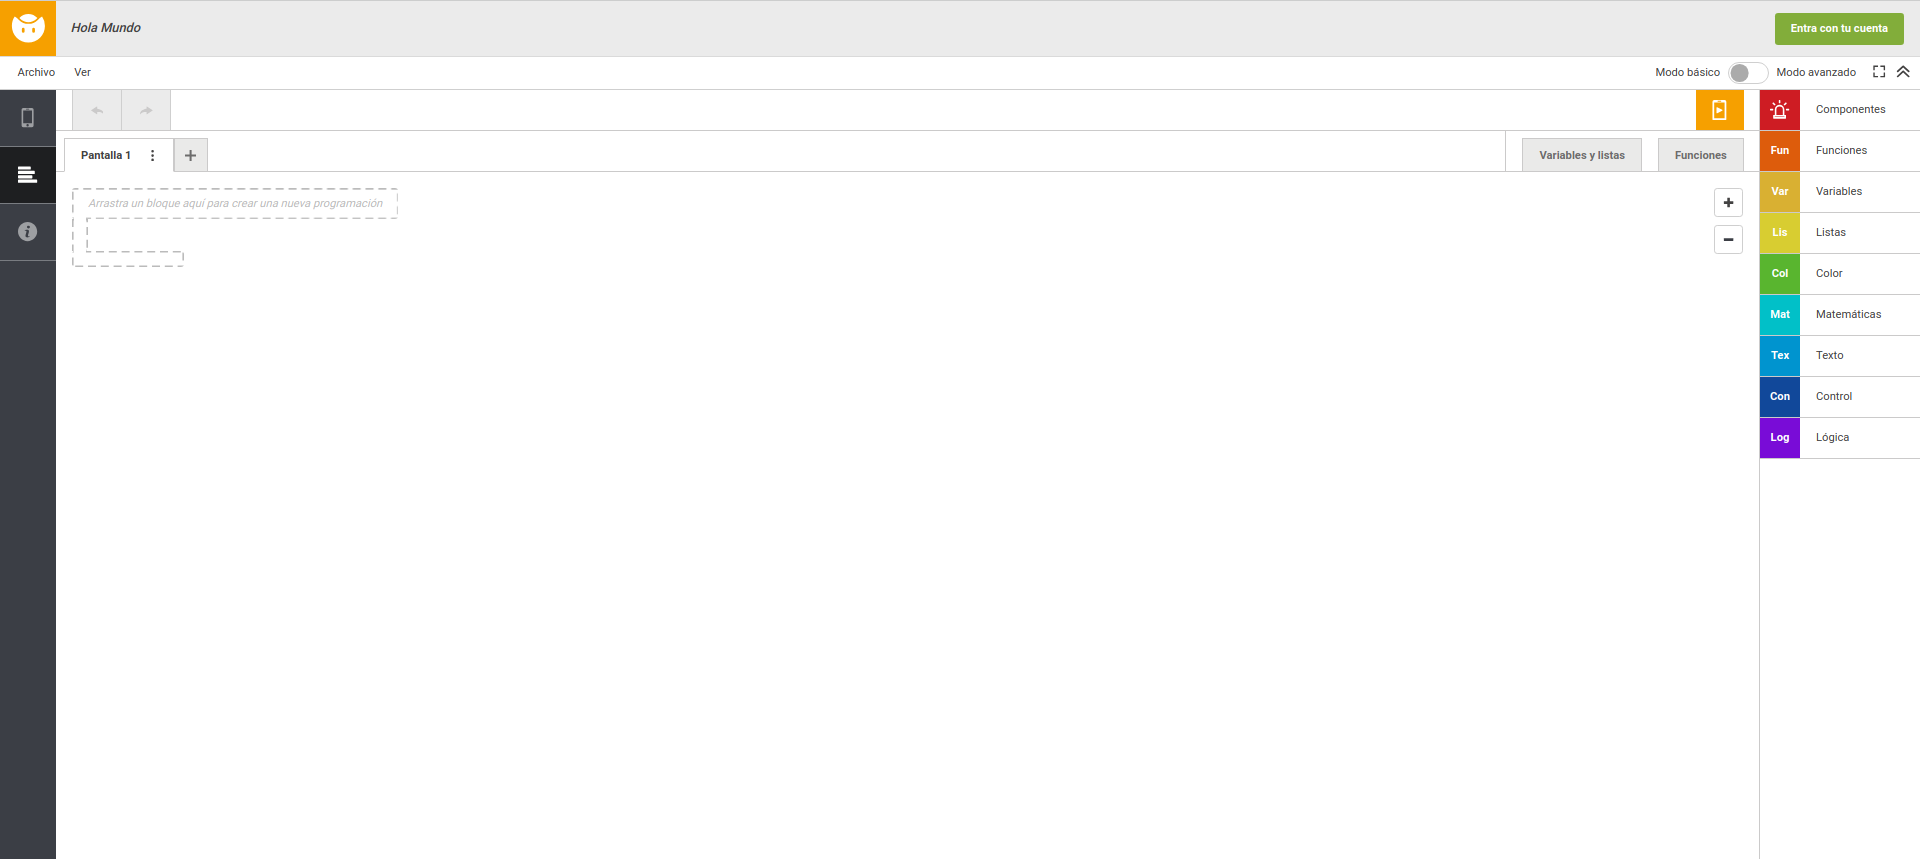 Hola Mundo
Entra con tu cuenta
Archivo Ver
Modo básico Modo avanzado
Pantalla 1
Variables y listas
Funciones
Arrastra un bloque aquí para crear una nueva programación
Componentes
Fun Funciones
Var Variables
Lis Listas
Col Color
Mat Matemáticas
Tex Texto
Con Control
Log Lógica